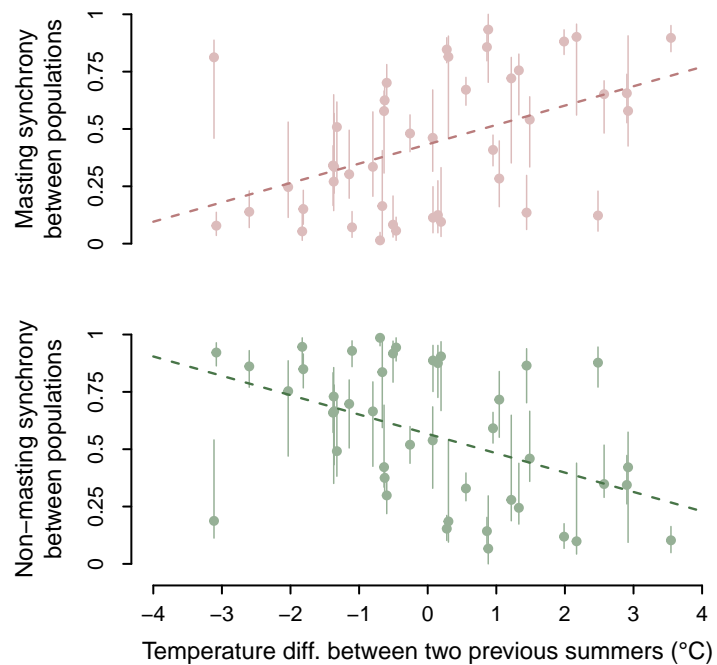 Masting synchrony
between populations
0
0.25
0.5
0.75
1
Non−masting synchrony
between populations
0
0.25
0.5
0.75
1
−4 −3 −2 −1 0 1 2 3 4
Temperature diff. between two previous summers (°C)